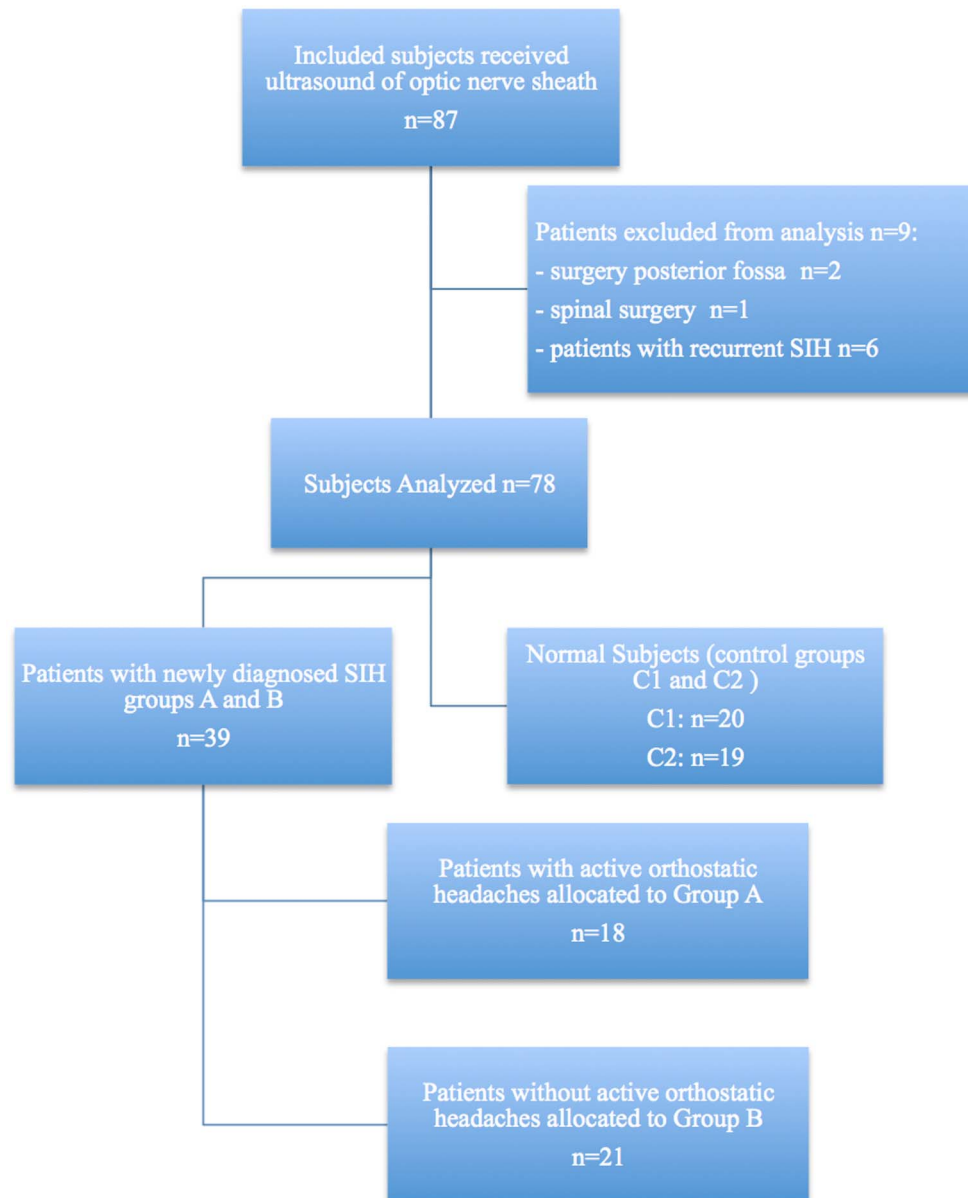 Included subjects received
ultrasound of optic nerve sheath
n=87
Patients excluded from analysis n=9:
- surgery posterior fossa n=2
- spinal surgery n=1
- patients with recurrent SIH n=6
Subjects Analyzed n=78
Patients with newly diagnosed SIH
groups A and B
n=39
Normal Subjects (control groups
C1 and C2 )
C1: n=20
C2: n=19
Patients with active orthostatic
headaches allocated to Group A
n=18
Patients without active orthostatic
headaches allocated to Group B
n=21